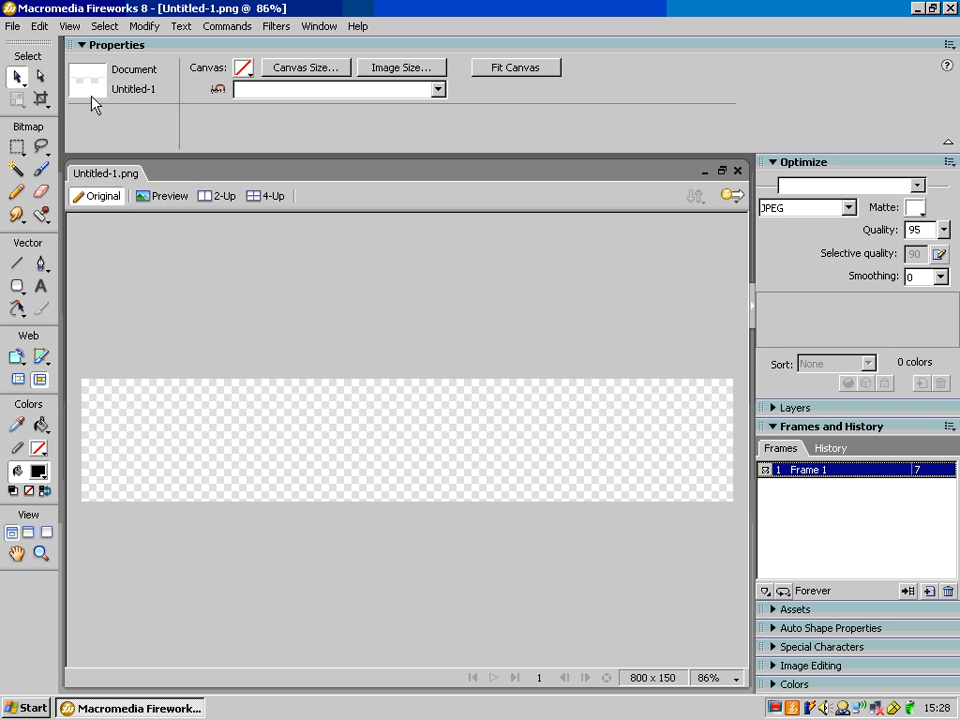 Macromedia Fireworks 8 - [Untitled-1.png @ 86%]
File Edit View Select Modify Text Commands Filters Window Help
Select
Properties
Document
Untitled-1
Canvas:
Canvas Size...
Image Size...
Fit Canvas
Bitmap
Vector
Web
Colors
View
Untitled-1.png
Original
Preview
2-Up
4-Up
1
800 x 150
86%
Optimize
JPEG
Matte:
Quality: 95
Selective quality: 90
Smoothing: 0
Sort: None
0 colors
Layers
Frames and History
Frames History
1 Frame 1 7
Forever
Assets
Auto Shape Properties
Special Characters
Image Editing
Colors
Start
Macromedia Firework...
15:28